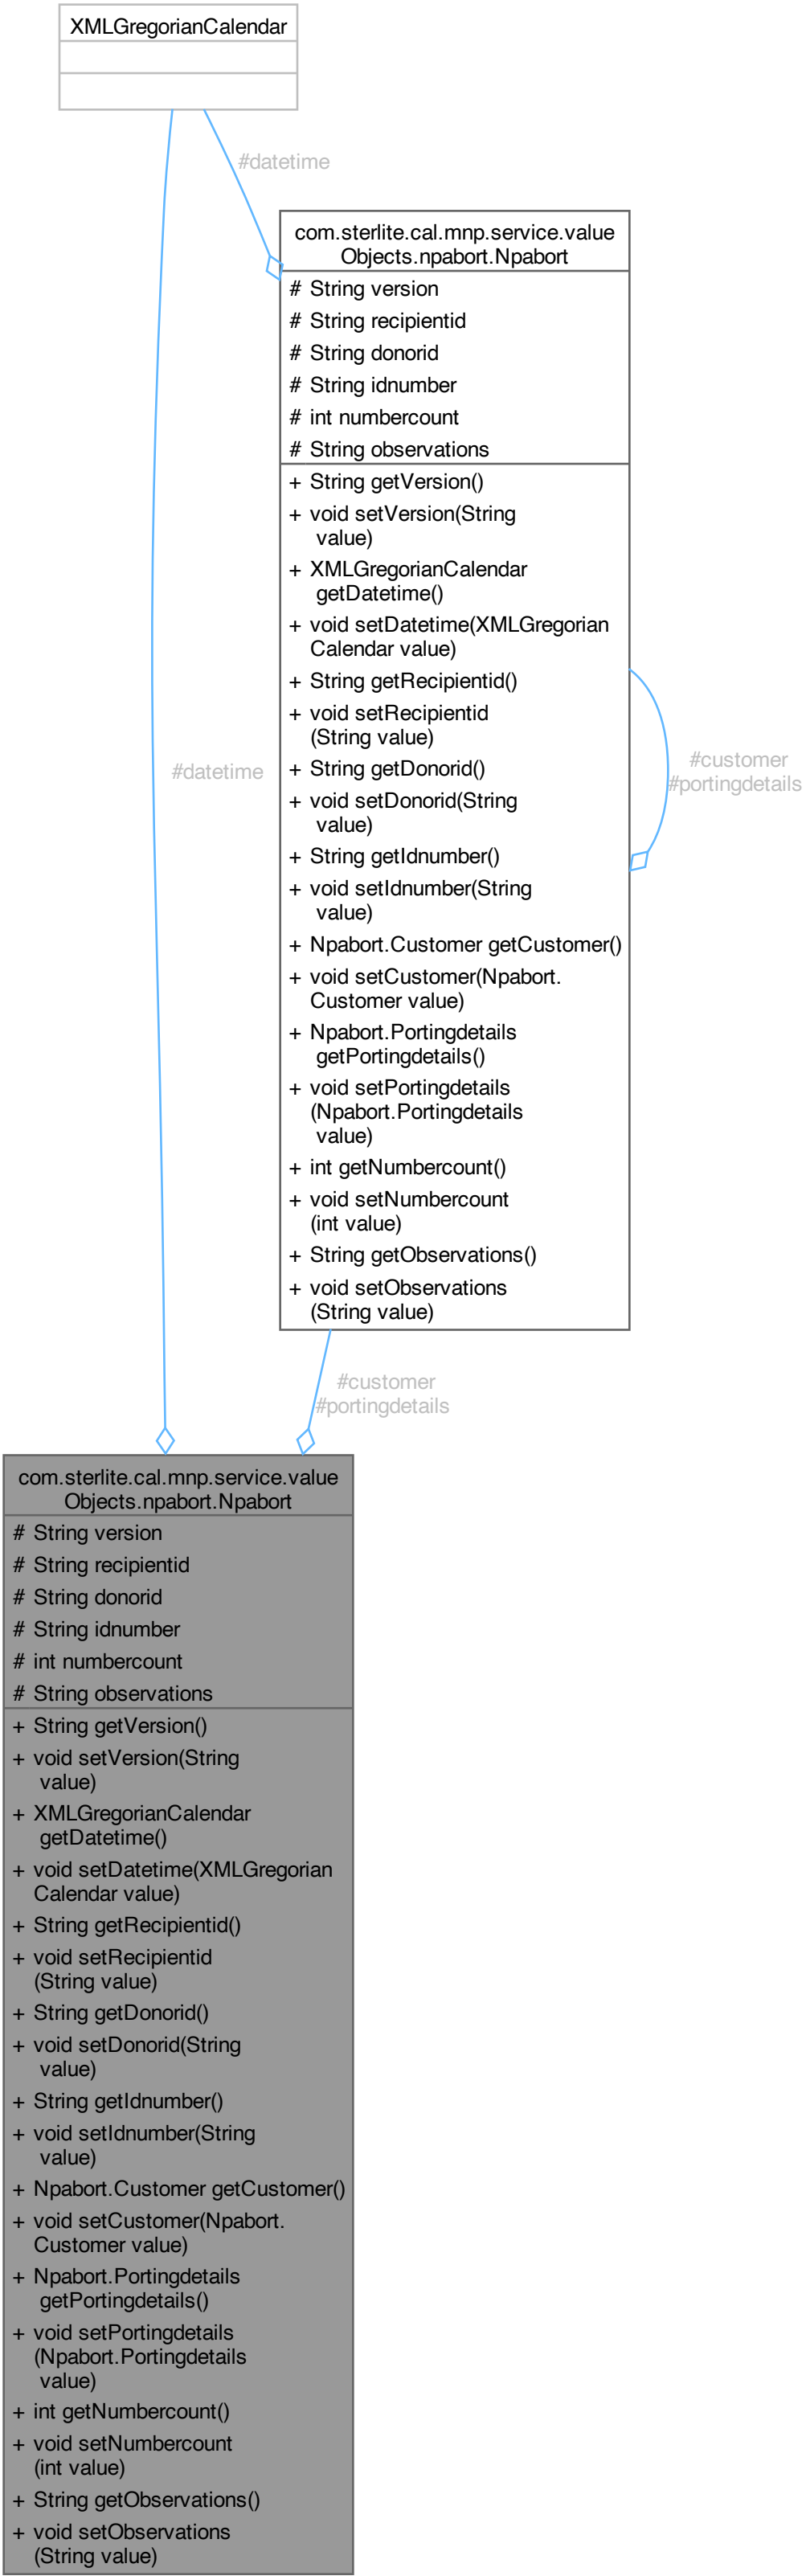 XMLGregorianCalendar
#datetime
com.sterlite.cal.mnp.service.value
Objects.npabort.Npabort
# String version
# String recipientid
# String donorid
# String idnumber
# int numbercount
# String observations
+ String getVersion()
+ void setVersion(String
value)
+ XMLGregorianCalendar
getDatetime()
+ void setDatetime(XMLGregorian
Calendar value)
+ String getRecipientid()
+ void setRecipientid
(String value)
+ String getDonorid()
+ void setDonorid(String
value)
+ String getIdnumber()
+ void setIdnumber(String
value)
+ Npabort.Customer getCustomer()
+ void setCustomer(Npabort.
Customer value)
+ Npabort.Portingdetails
getPortingdetails()
+ void setPortingdetails
(Npabort.Portingdetails
value)
+ int getNumbercount()
+ void setNumbercount
(int value)
+ String getObservations()
+ void setObservations
(String value)
#customer
#portingdetails
#datetime
#customer
#portingdetails
com.sterlite.cal.mnp.service.value
Objects.npabort.Npabort
# String version
# String recipientid
# String donorid
# String idnumber
# int numbercount
# String observations
+ String getVersion()
+ void setVersion(String
value)
+ XMLGregorianCalendar
getDatetime()
+ void setDatetime(XMLGregorian
Calendar value)
+ String getRecipientid()
+ void setRecipientid
(String value)
+ String getDonorid()
+ void setDonorid(String
value)
+ String getIdnumber()
+ void setIdnumber(String
value)
+ Npabort.Customer getCustomer()
+ void setCustomer(Npabort.
Customer value)
+ Npabort.Portingdetails
getPortingdetails()
+ void setPortingdetails
(Npabort.Portingdetails
value)
+ int getNumbercount()
+ void setNumbercount
(int value)
+ String getObservations()
+ void setObservations
(String value)